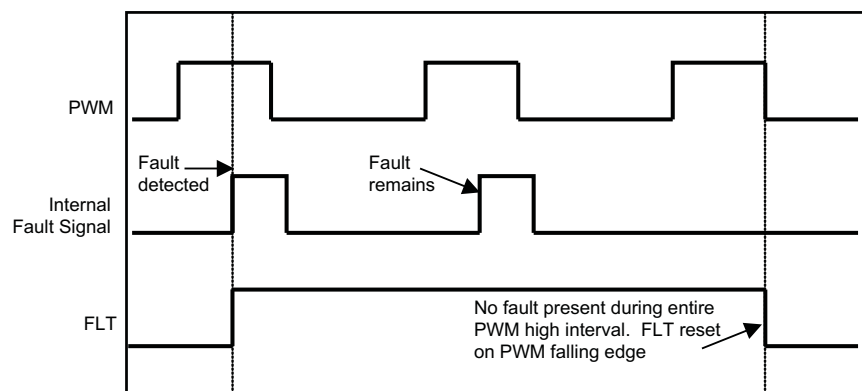 PWM
Fault
detected
Fault
remains
Internal
Fault Signal
No fault present during entire
PWM high interval. FLT reset
on PWM falling edge
FLT